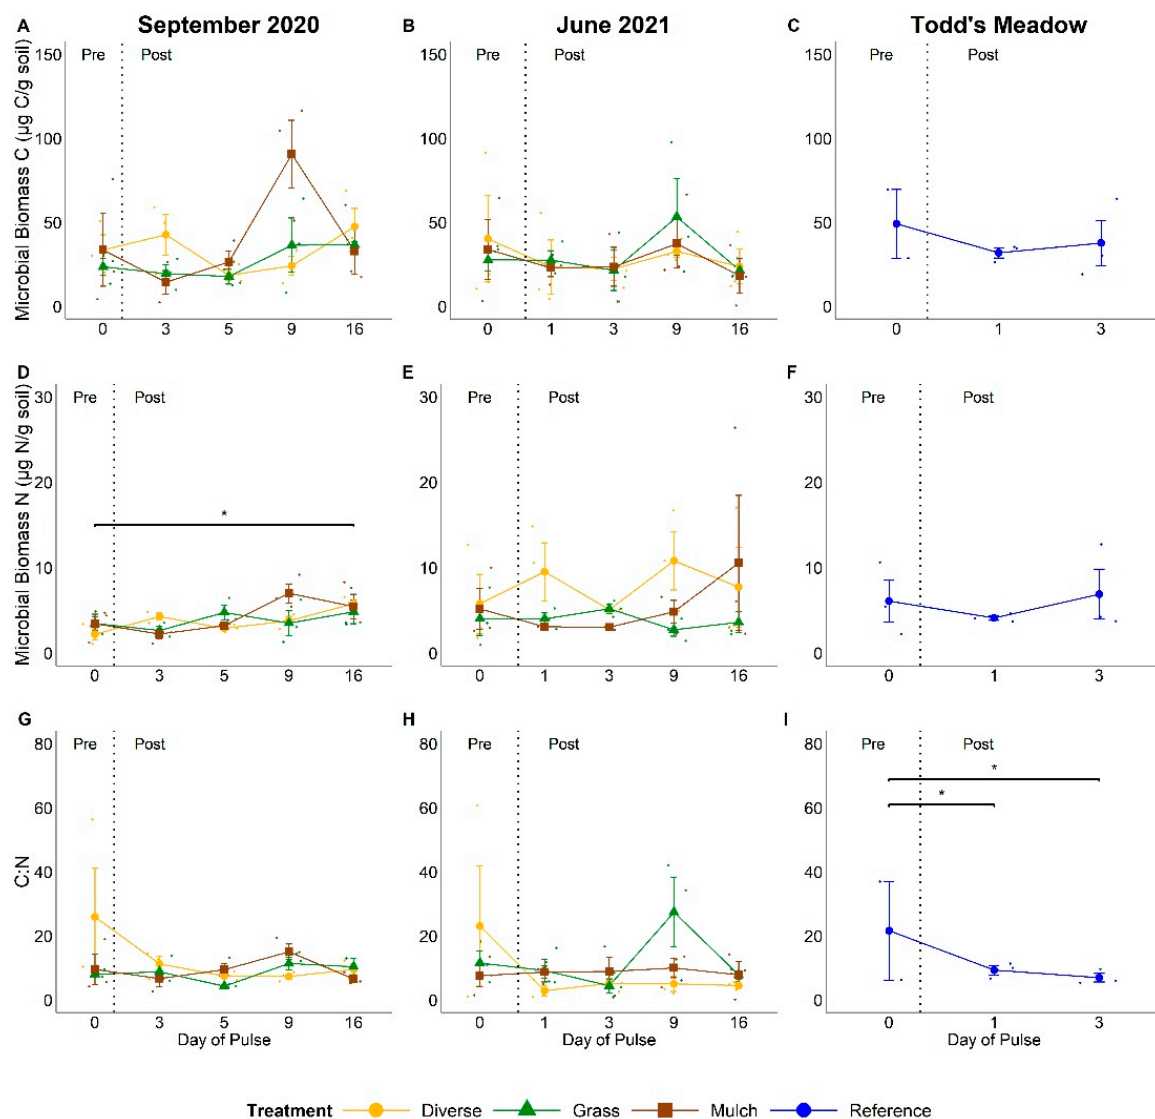 A September 2020 B June 2021 C Todd's Meadow
150 Pre Post 150 Pre Post 150 Pre Post
100 100 100
50 50 50
0 0 0
Microbial Biomass C (µg C/g soil)
0 3 5 9 16 0 1 3 9 16 0 1 3
D E F
30 Pre Post 30 Pre Post 30 Pre Post
20 20 20
*
10 10 10
0 0 0
Microbial Biomass N (µg N/g soil)
0 3 5 9 16 0 1 3 9 16 0 1 3
G H I
80 Pre Post 80 Pre Post 80 Pre Post
*
60 60 60
*
40 40 40
20 20 20
0 0 0
C:N
0 3 5 9 16 0 1 3 9 16 0 1 3
Day of Pulse Day of Pulse Day of Pulse
Treatment Diverse Grass Mulch Reference